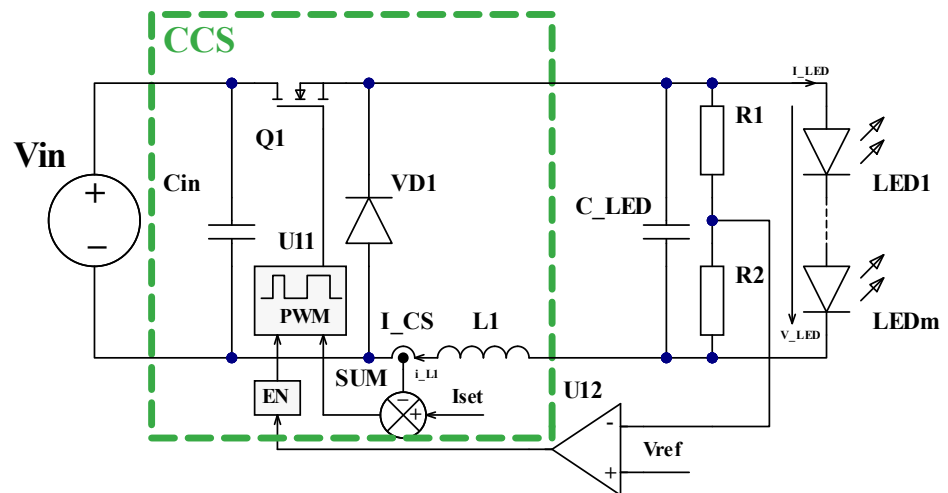 CCS
I_LED
R1
Q1
Vin
+
−
Cin
VD1
LED1
C_LED
U11
PWM
R2
I_CS
L1
LEDm
V_LED
i_L1
SUM
U12
EN
+
Iset
-
Vref
+